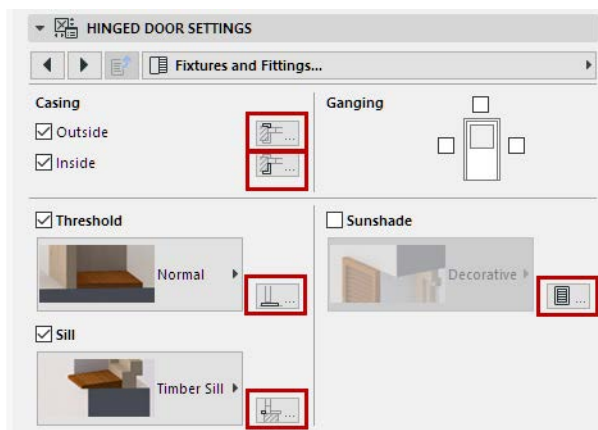 HINGED DOOR SETTINGS
Fixtures and Fittings...
Casing
Ganging
Outside
...
Inside
...
Threshold
Sunshade
Normal
...
Decorative
...
Sill
Timber Sill
...